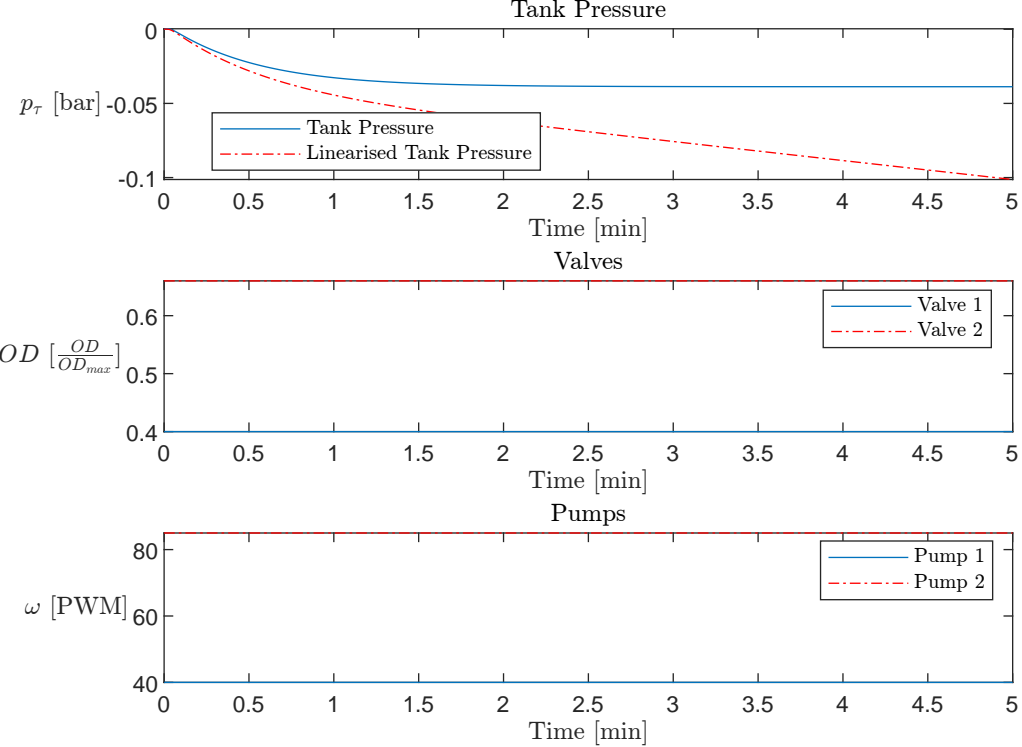 Tank Pressure
0
-0.05
-0.1
p_τ [bar]
Tank Pressure
Linearised Tank Pressure
0 0.5 1 1.5 2 2.5 3 3.5 4 4.5 5
Time [min]
Valves
0.6
0.5
0.4
OD [OD/OD_max]
Valve 1
Valve 2
0 0.5 1 1.5 2 2.5 3 3.5 4 4.5 5
Time [min]
Pumps
80
60
40
ω [PWM]
Pump 1
Pump 2
0 0.5 1 1.5 2 2.5 3 3.5 4 4.5 5
Time [min]